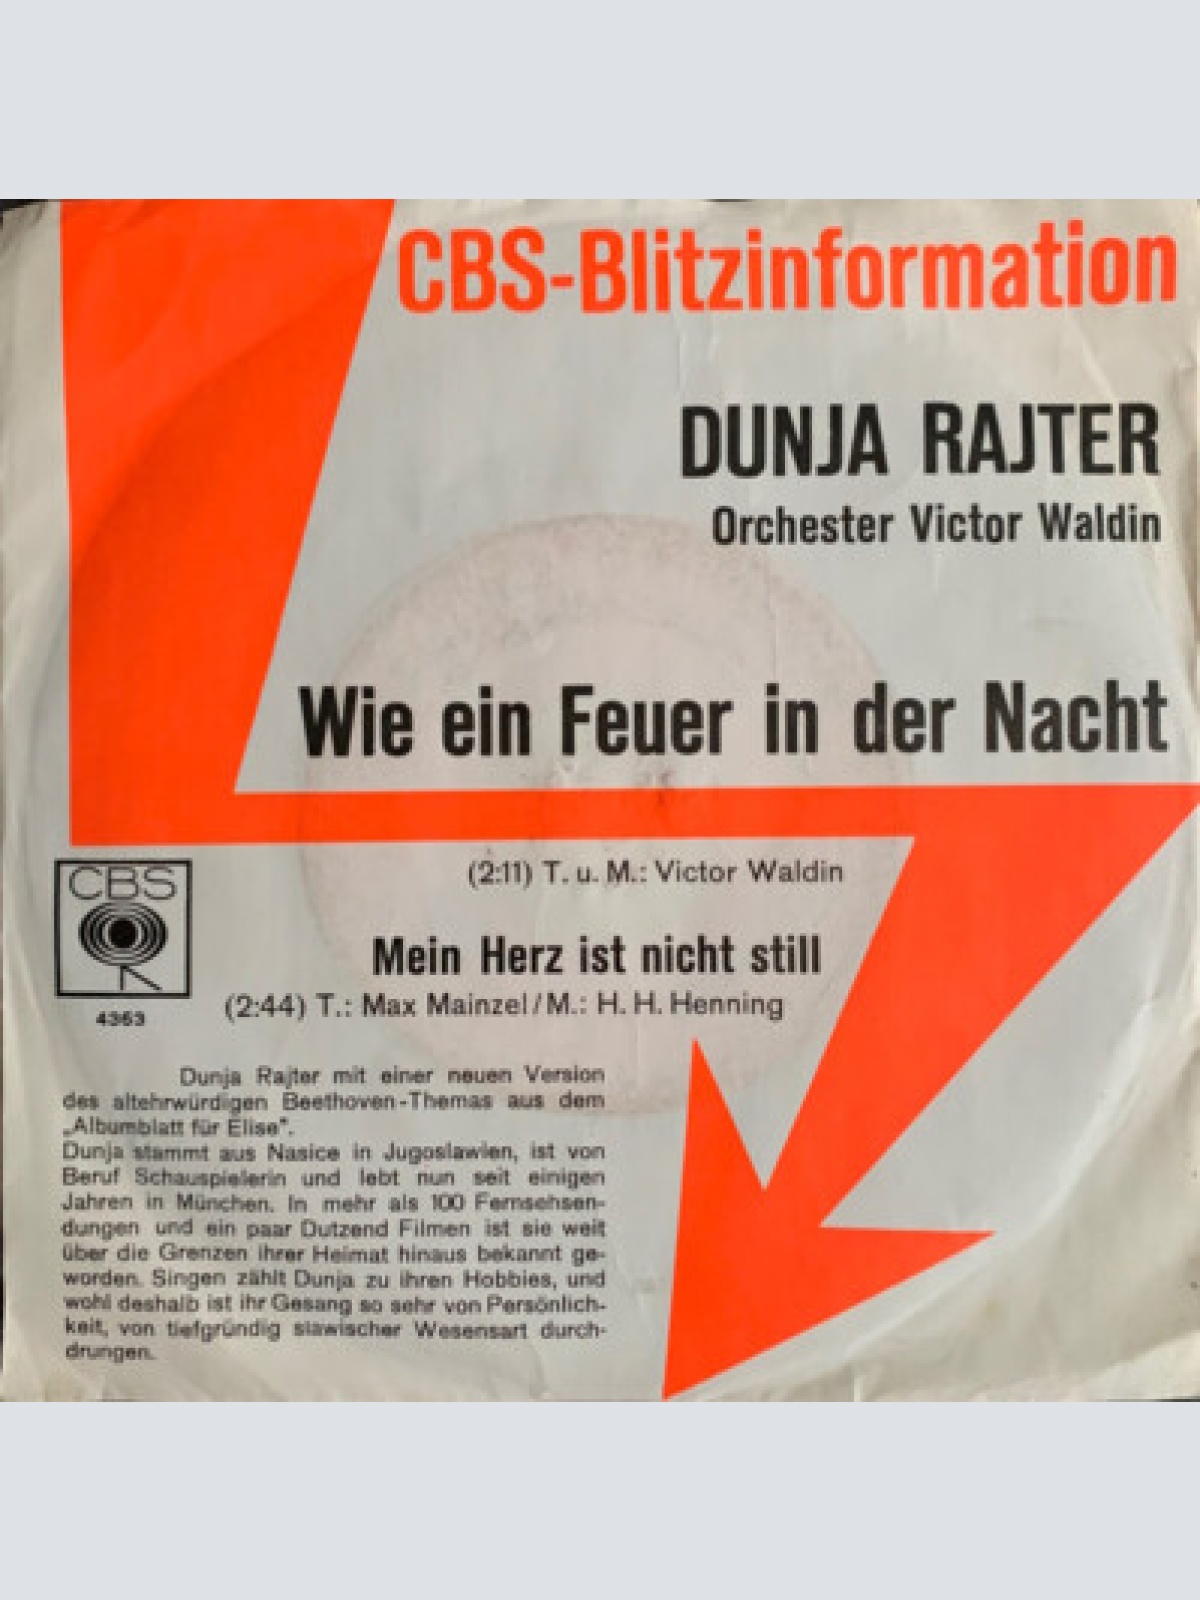 CBS-Blitzinformation
DUNJA RAJTER
Orchester Victor Waldin
Wie ein Feuer in der Nacht
(2:11) T. u. M.: Victor Waldin
CBS
Mein Herz ist nicht still
(2:44) T.: Max Mainzel/M.: H. H. Henning
4363
Dunja Rajter mit einer neuen Version
des altehrwürdigen Beethoven-Themas aus dem
„Albumblatt für Elise".
Dunja stammt aus Nasice in Jugoslawien, ist von
Beruf Schauspielerin und lebt nun seit einigen
Jahren in München. In mehr als 100 Fernsehsen-
dungen und ein paar Dutzend Filmen ist sie weit
über die Grenzen ihrer Heimat hinaus bekannt ge-
worden. Singen zählt Dunja zu ihren Hobbies, und
wohl deshalb ist ihr Gesang so sehr von Persönlich-
keit, von tiefgründig slawischer Wesensart durch-
drungen.